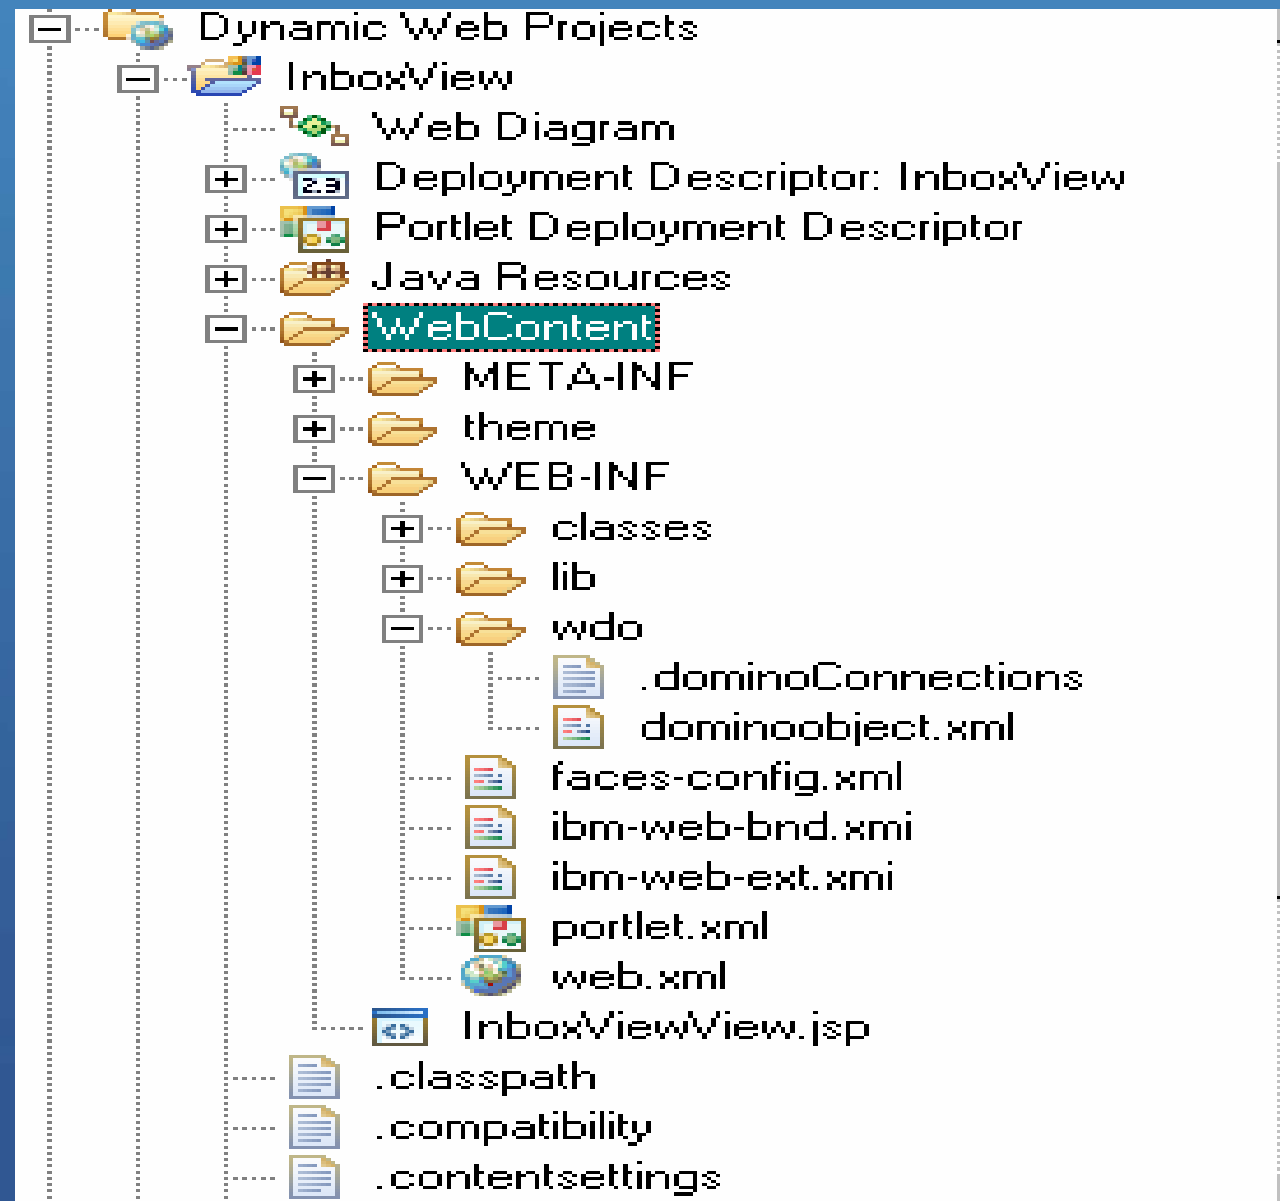 Dynamic Web Projects
InboxView
Web Diagram
2.3 Deployment Descriptor: InboxView
Portlet Deployment Descriptor
Java Resources
WebContent
META-INF
theme
WEB-INF
classes
lib
wdo
.dominoConnections
dominoobject.xml
faces-config.xml
ibm-web-bnd.xmi
ibm-web-ext.xmi
portlet.xml
web.xml
InboxViewView.jsp
.classpath
.compatibility
.contentsettings